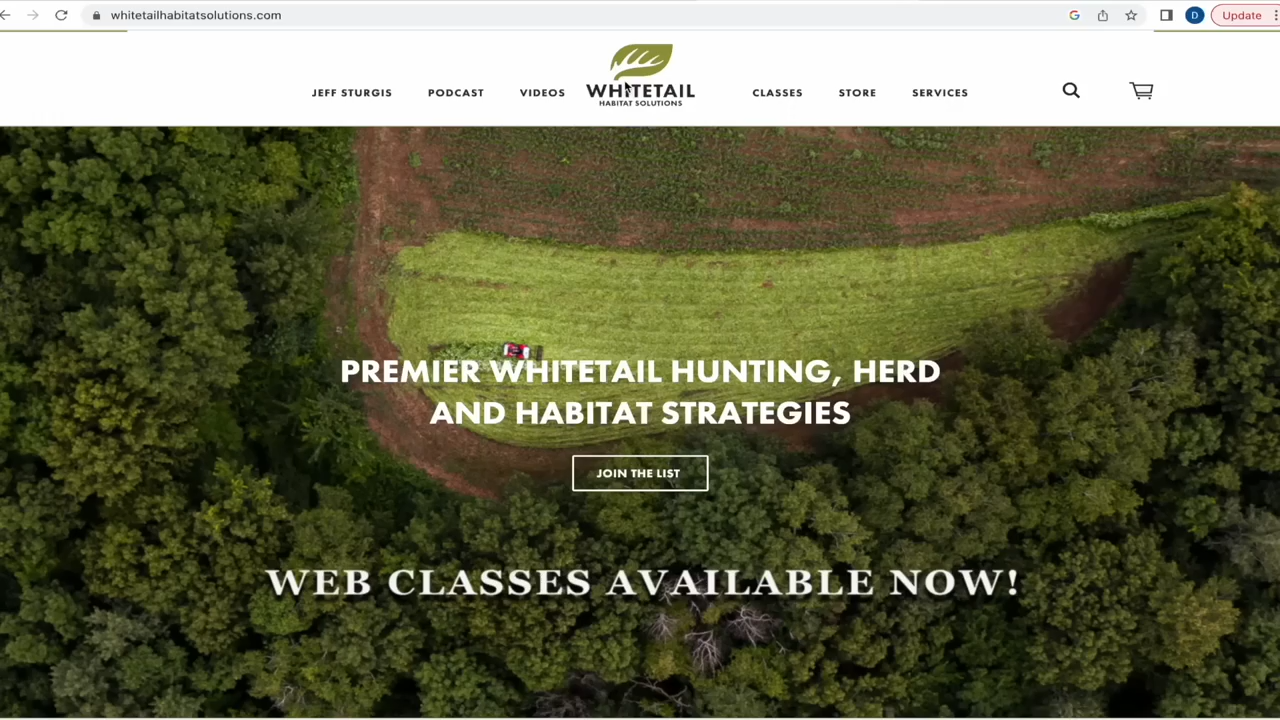 whitetailhabitatsolutions.com
D
Update
JEFF STURGIS
PODCAST
VIDEOS
WHITETAIL
HABITAT SOLUTIONS
CLASSES
STORE
SERVICES
PREMIER WHITETAIL HUNTING, HERD
AND HABITAT STRATEGIES
JOIN THE LIST
WEB CLASSES AVAILABLE NOW!